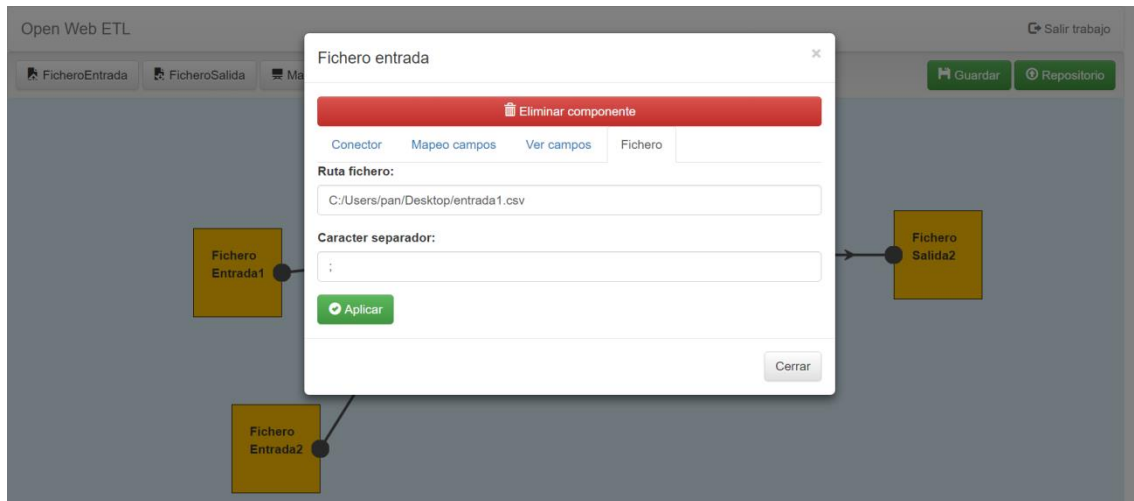 Open Web ETL
Salir trabajo
FicheroEntrada
FicheroSalida
Ma
Guardar
Repositorio
Fichero entrada
×
Eliminar componente
Conector
Mapeo campos
Ver campos
Fichero
Ruta fichero:
C:/Users/pan/Desktop/entrada1.csv
Caracter separador:
;
Aplicar
Cerrar
Fichero
Entrada1
Fichero
Salida2
Fichero
Entrada2